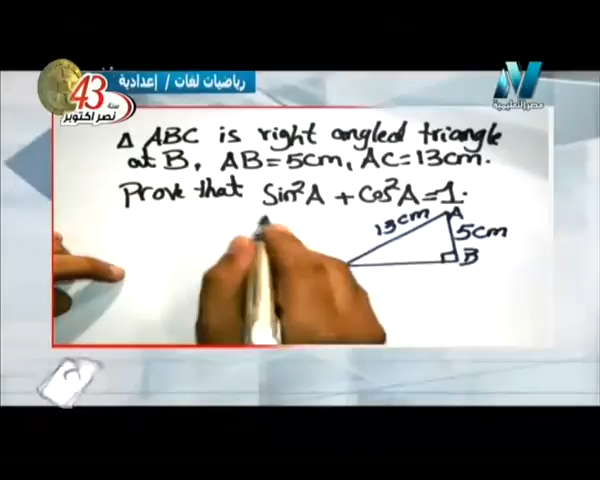 رياضيات لغات / إعدادية
43 سنة
نصر أكتوبر
مصر التعليمية
Δ ABC is right angled triangle
at B, AB = 5cm, AC = 13cm.
Prove that Sin²A + Cos²A = 1.
13cm
A
5cm
B